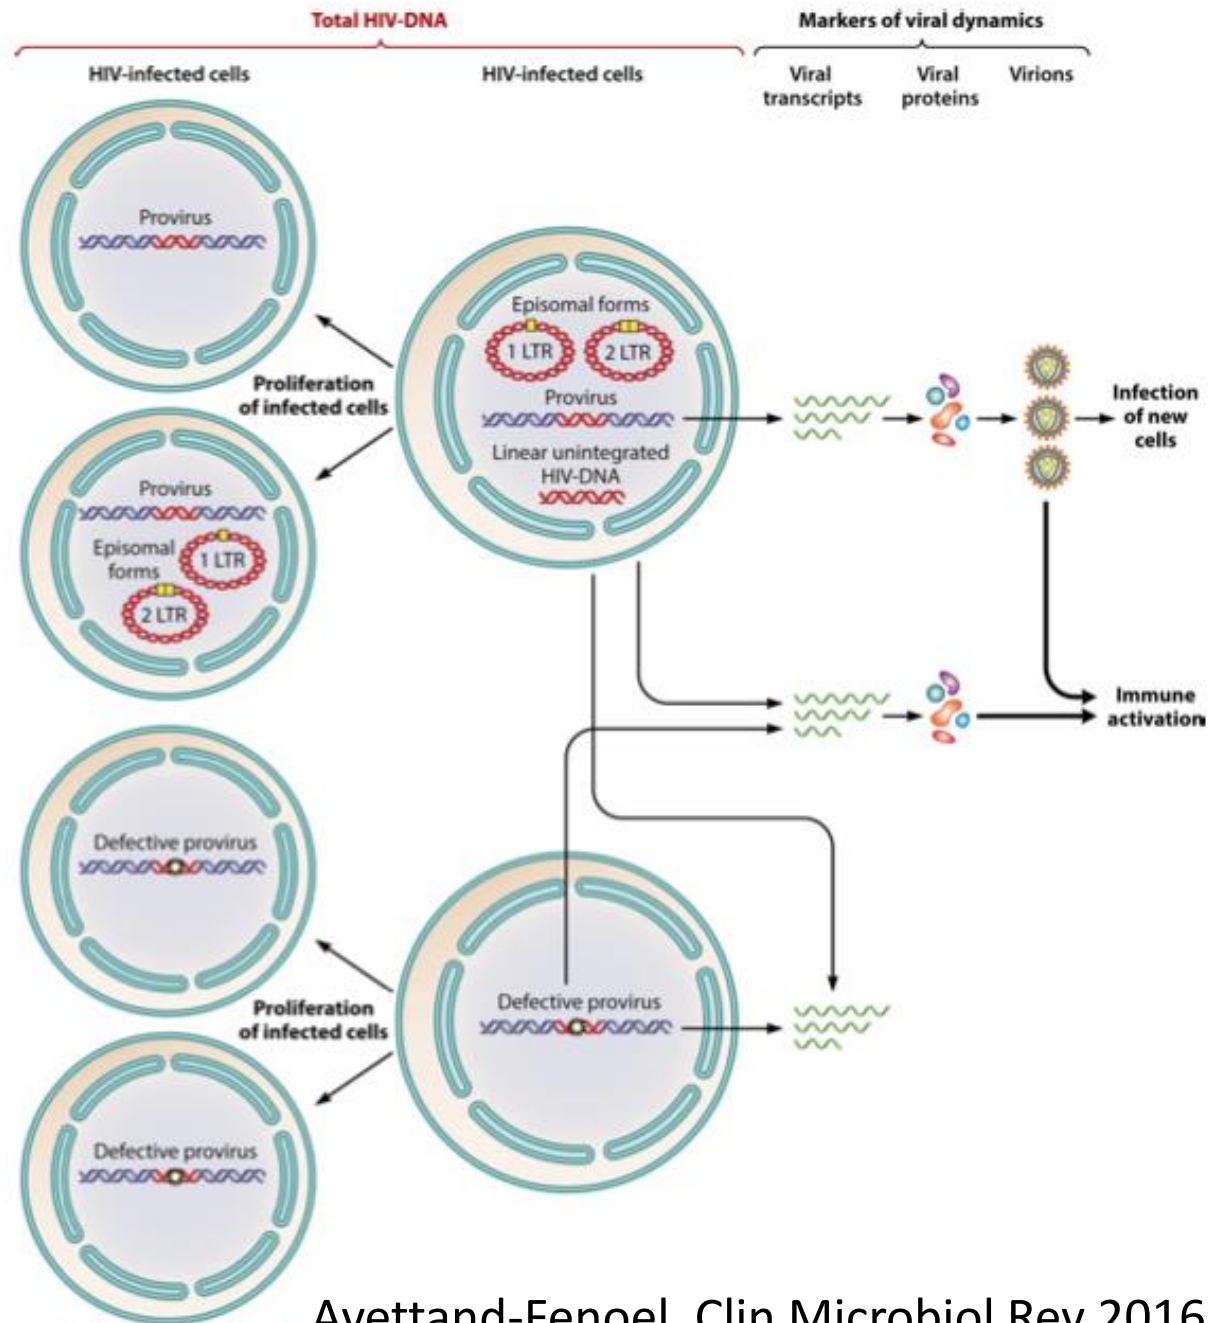 Total HIV-DNA
Markers of viral dynamics
HIV-infected cells
HIV-infected cells
Viral
transcripts
Viral
proteins
Virions
Provirus
Episomal forms
1 LTR
2 LTR
Provirus
Linear unintegrated
HIV-DNA
Proliferation
of infected cells
Infection
of new
cells
Provirus
Episomal
forms
1 LTR
2 LTR
Immune
activation
Defective provirus
Proliferation
of infected cells
Defective provirus
Defective provirus
Avettand-Fenoel, Clin Microbiol Rev 2016